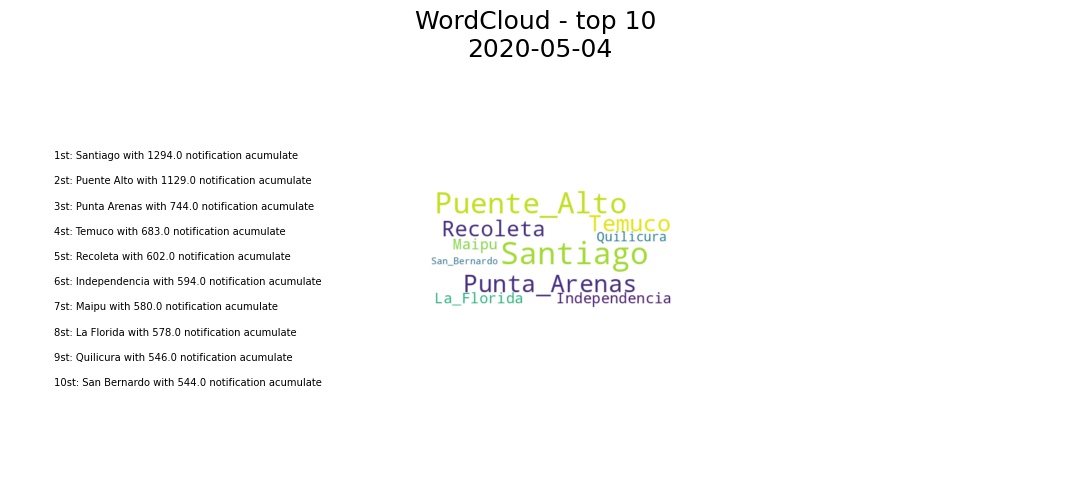 WordCloud - top 10
2020-05-04
1st: Santiago with 1294.0 notification acumulate
2st: Puente Alto with 1129.0 notification acumulate
3st: Punta Arenas with 744.0 notification acumulate
4st: Temuco with 683.0 notification acumulate
5st: Recoleta with 602.0 notification acumulate
6st: Independencia with 594.0 notification acumulate
7st: Maipu with 580.0 notification acumulate
8st: La Florida with 578.0 notification acumulate
9st: Quilicura with 546.0 notification acumulate
10st: San Bernardo with 544.0 notification acumulate
Puente_Alto
Recoleta
Temuco
Quilicura
Maipu
Santiago
San_Bernardo
Punta_Arenas
La_Florida
Independencia